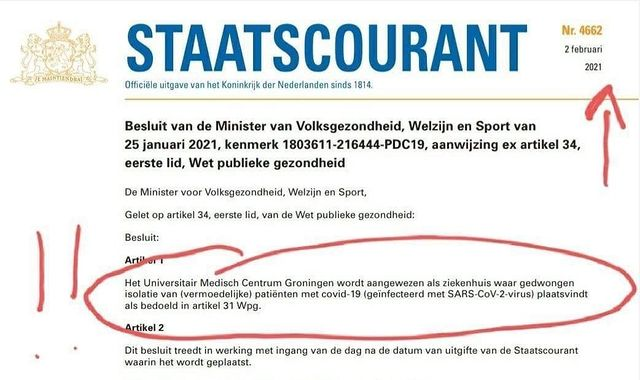 STAATSCOURANT
Nr. 4662
2 februari
2021
JE MAINTIENDRAI
Officiële uitgave van het Koninkrijk der Nederlanden sinds 1814.
Besluit van de Minister van Volksgezondheid, Welzijn en Sport van
25 januari 2021, kenmerk 1803611-216444-PDC19, aanwijzing ex artikel 34,
eerste lid, Wet publieke gezondheid
De Minister voor Volksgezondheid, Welzijn en Sport,
Gelet op artikel 34, eerste lid, van de Wet publieke gezondheid:
Besluit:
Artikel 1
Het Universitair Medisch Centrum Groningen wordt aangewezen als ziekenhuis waar gedwongen
isolatie van (vermoedelijke) patiënten met covid-19 (geïnfecteerd met SARS-CoV-2-virus) plaatsvindt
als bedoeld in artikel 31 Wpg.
!!
Artikel 2
Dit besluit treedt in werking met ingang van de dag na de datum van uitgifte van de Staatscourant
waarin het wordt geplaatst.